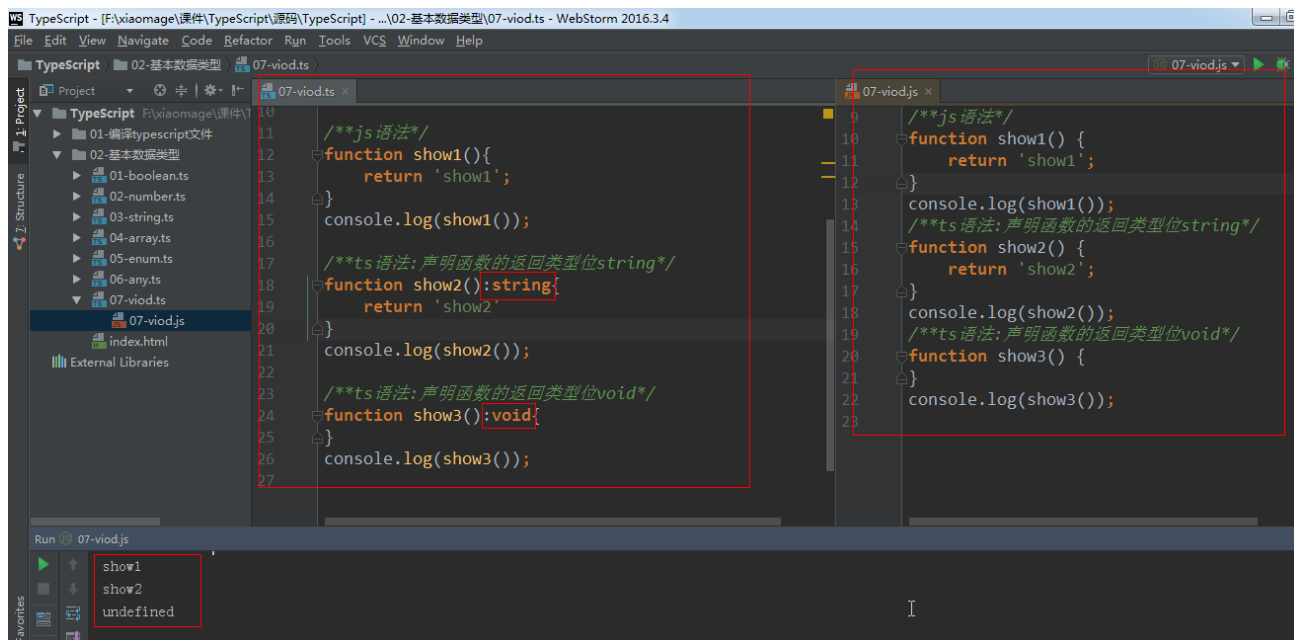 WS TypeScript - [F:\xiaomage\课件\TypeScript\源码\TypeScript] - ...\02-基本数据类型\07-viod.ts - WebStorm 2016.3.4
File Edit View Navigate Code Refactor Run Tools VCS Window Help
TypeScript 02-基本数据类型 07-viod.ts
07-viod.js
1: Project
7: Structure
Favorites
Project
TypeScript F:\xiaomage\课件\T
01-编译typescript文件
02-基本数据类型
01-boolean.ts
02-number.ts
03-string.ts
04-array.ts
05-enum.ts
06-any.ts
07-viod.ts
07-viod.js
index.html
External Libraries
07-viod.ts
10
11 /**js语法*/
12 function show1(){
13 return 'show1';
14 }
15 console.log(show1());
16
17 /**ts语法:声明函数的返回类型位string*/
18 function show2():string{
19 return 'show2'
20 }
21 console.log(show2());
22
23 /**ts语法:声明函数的返回类型位void*/
24 function show3():void{
25 }
26 console.log(show3());
27
07-viod.js
9 /**js语法*/
10 function show1() {
11 return 'show1';
12 }
13 console.log(show1());
14 /**ts语法:声明函数的返回类型位string*/
15 function show2() {
16 return 'show2';
17 }
18 console.log(show2());
19 /**ts语法:声明函数的返回类型位void*/
20 function show3() {
21 }
22 console.log(show3());
23
Run 07-viod.js
show1
show2
undefined